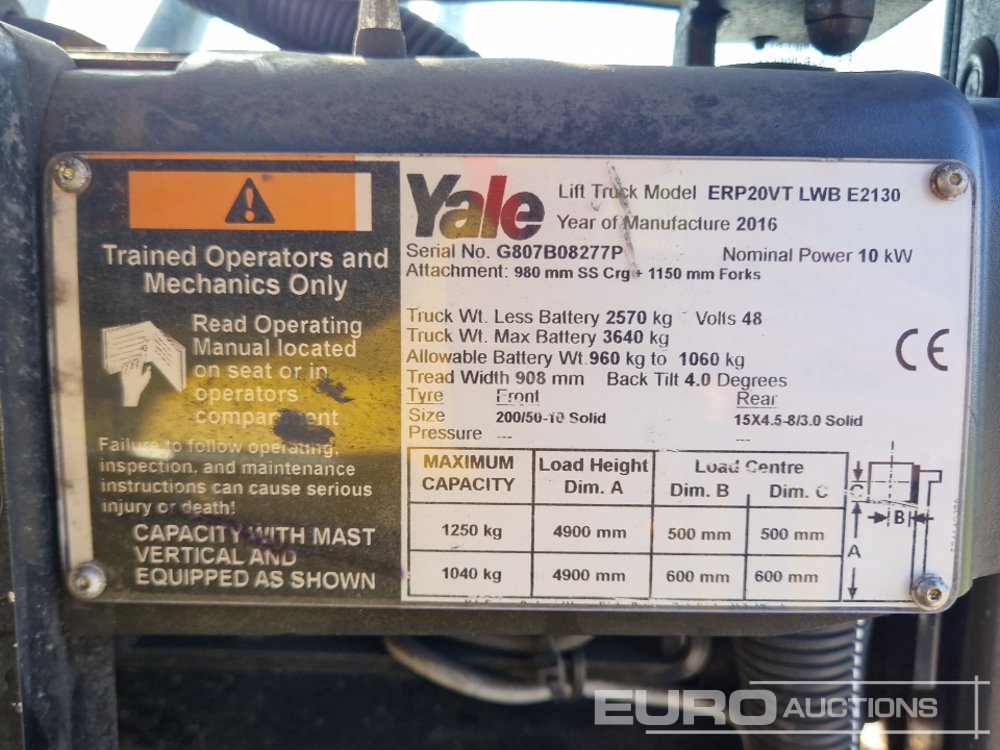 Trained Operators and
Mechanics Only
Read Operating
Manual located
on seat or in
operators
compartment
Failure to follow operating,
inspection, and maintenance
instructions can cause serious
injury or death!
CAPACITY WITH MAST
VERTICAL AND
EQUIPPED AS SHOWN
Yale
Lift Truck Model ERP20VT LWB E2130
Year of Manufacture 2016
Serial No. G807B08277P Nominal Power 10 kW
Attachment: 980 mm SS Crg + 1150 mm Forks
Truck Wt. Less Battery 2570 kg Volts 48
Truck Wt. Max Battery 3640 kg
Allowable Battery Wt. 960 kg to 1060 kg
Tread Width 908 mm Back Tilt 4.0 Degrees
Tyre Front Rear
Size 200/50-10 Solid 15X4.5-8/3.0 Solid
Pressure --- ---
CE
MAXIMUM Load Height Load Centre
CAPACITY Dim. A Dim. B Dim. C
1250 kg 4900 mm 500 mm 500 mm
1040 kg 4900 mm 600 mm 600 mm
C
B
A
EURO AUCTIONS